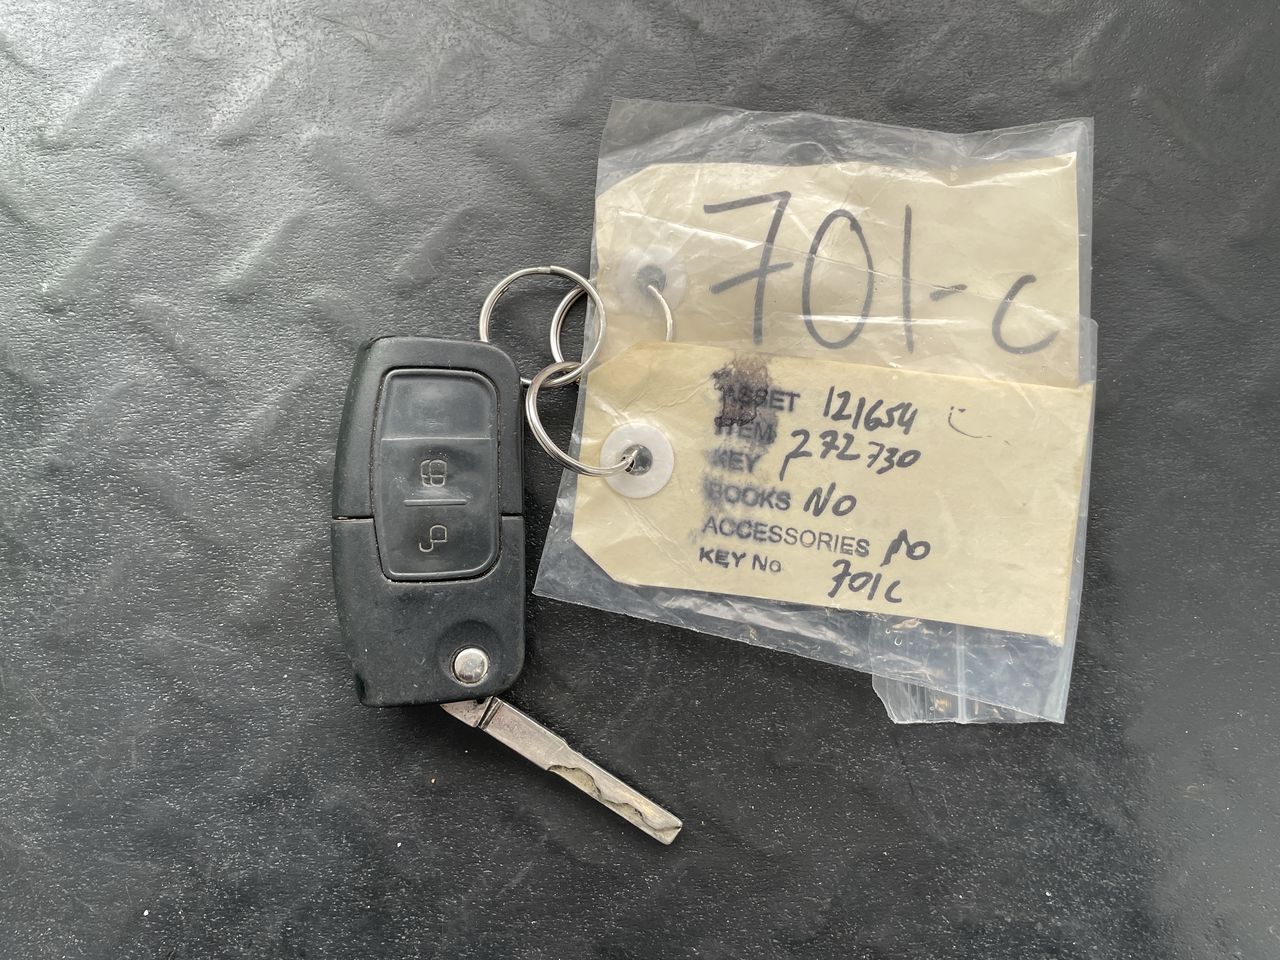 701-c
ASSET 121654
ITEM 272730
KEY
BOOKS NO
ACCESSORIES NO
KEY No 701c